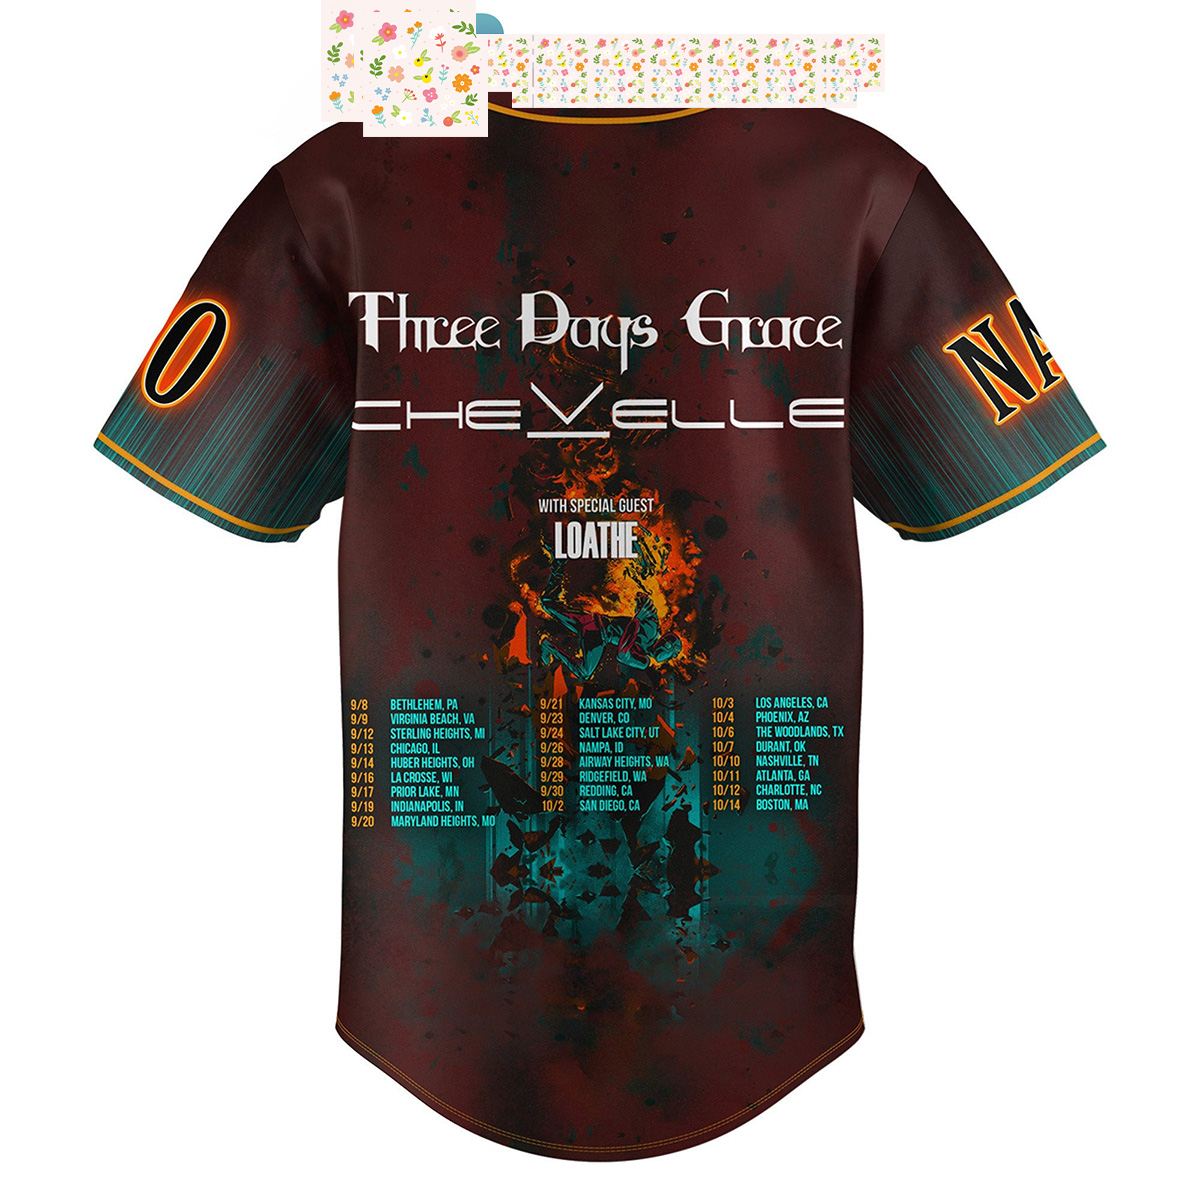 Three Days Grace
CHEVELLE
O
NA
WITH SPECIAL GUEST
LOATHE
9/8 BETHLEHEM, PA
9/9 VIRGINIA BEACH, VA
9/12 STERLING HEIGHTS, MI
9/13 CHICAGO, IL
9/14 HUBER HEIGHTS, OH
9/16 LA CROSSE, WI
9/17 PRIOR LAKE, MN
9/19 INDIANAPOLIS, IN
9/20 MARYLAND HEIGHTS, MO
9/21 KANSAS CITY, MO
9/23 DENVER, CO
9/24 SALT LAKE CITY, UT
9/26 NAMPA, ID
9/28 AIRWAY HEIGHTS, WA
9/29 RIDGEFIELD, WA
9/30 REDDING, CA
10/2 SAN DIEGO, CA
10/3 LOS ANGELES, CA
10/4 PHOENIX, AZ
10/6 THE WOODLANDS, TX
10/7 DURANT, OK
10/10 NASHVILLE, TN
10/11 ATLANTA, GA
10/12 CHARLOTTE, NC
10/14 BOSTON, MA